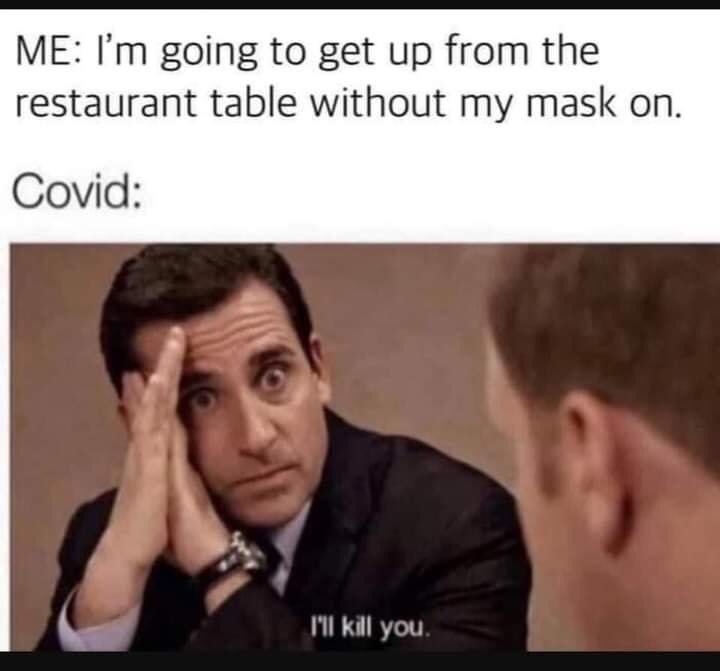 ME: I'm going to get up from the
restaurant table without my mask on.
Covid:
I'll kill you.